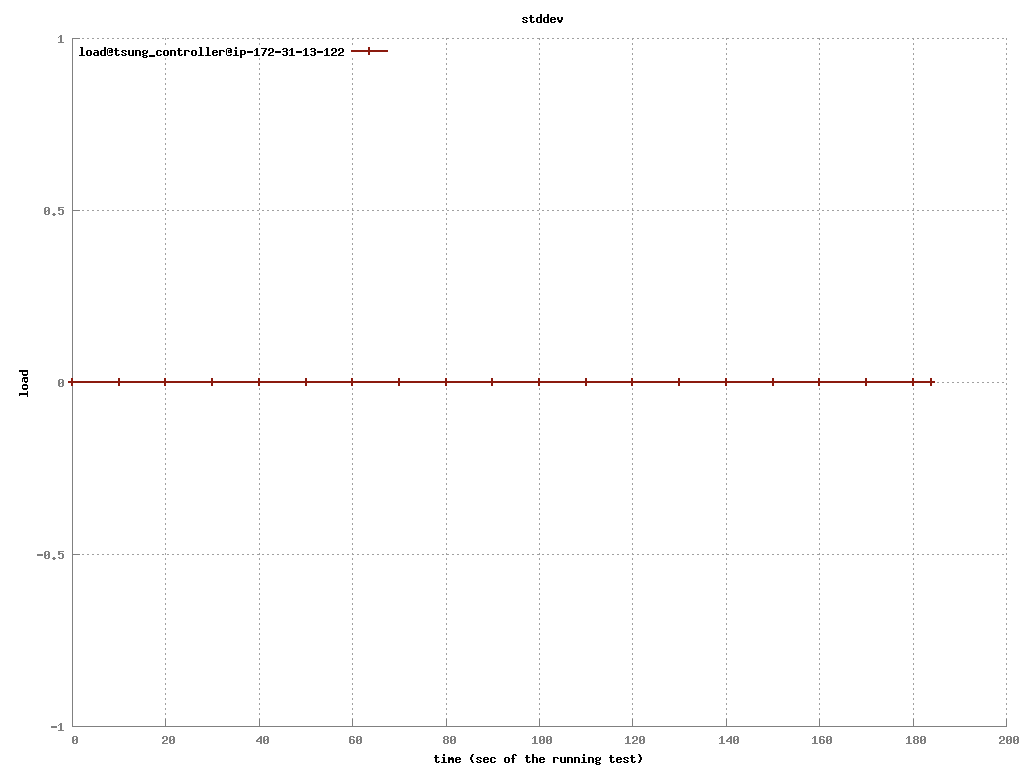 stddev
load@tsung_controller@ip-172-31-13-122
1
0.5
0
-0.5
-1
load
0 20 40 60 80 100 120 140 160 180 200
time (sec of the running test)